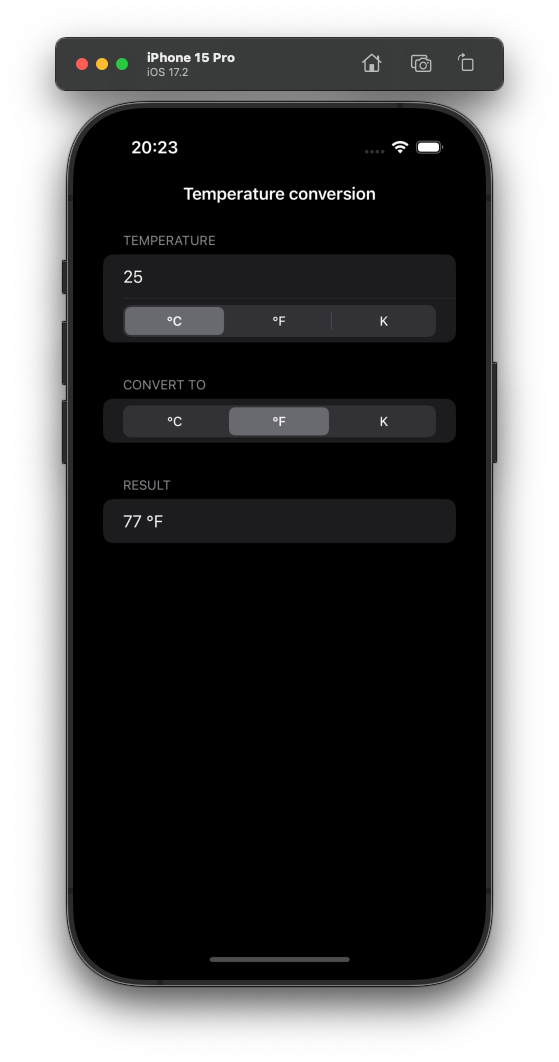 iPhone 15 Pro
iOS 17.2
20:23
Temperature conversion
TEMPERATURE
25
°C °F K
CONVERT TO
°C °F K
RESULT
77 °F